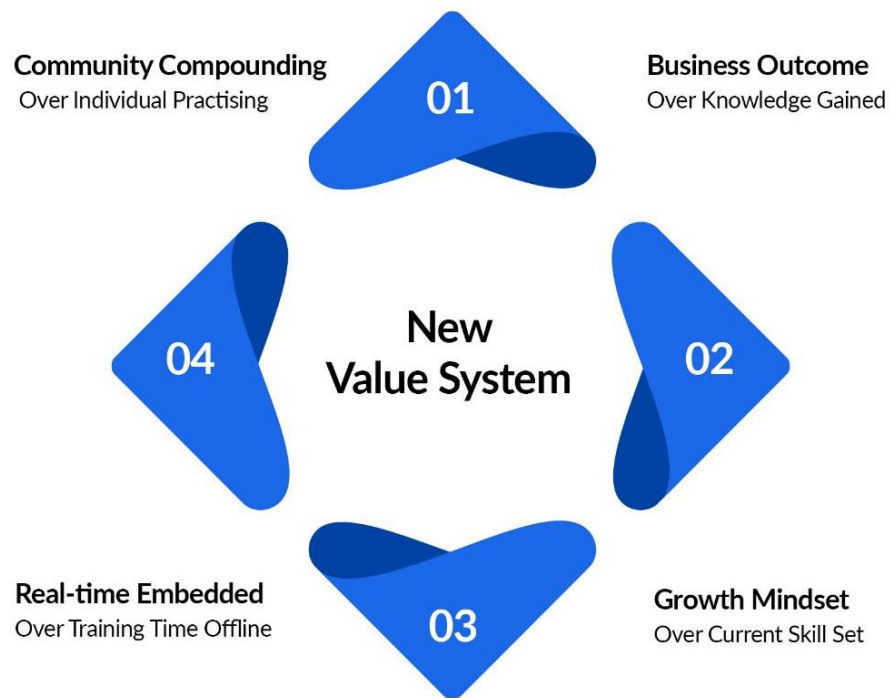 Community Compounding
Over Individual Practising
01
Business Outcome
Over Knowledge Gained
04
New
Value System
02
Real-time Embedded
Over Training Time Offline
03
Growth Mindset
Over Current Skill Set